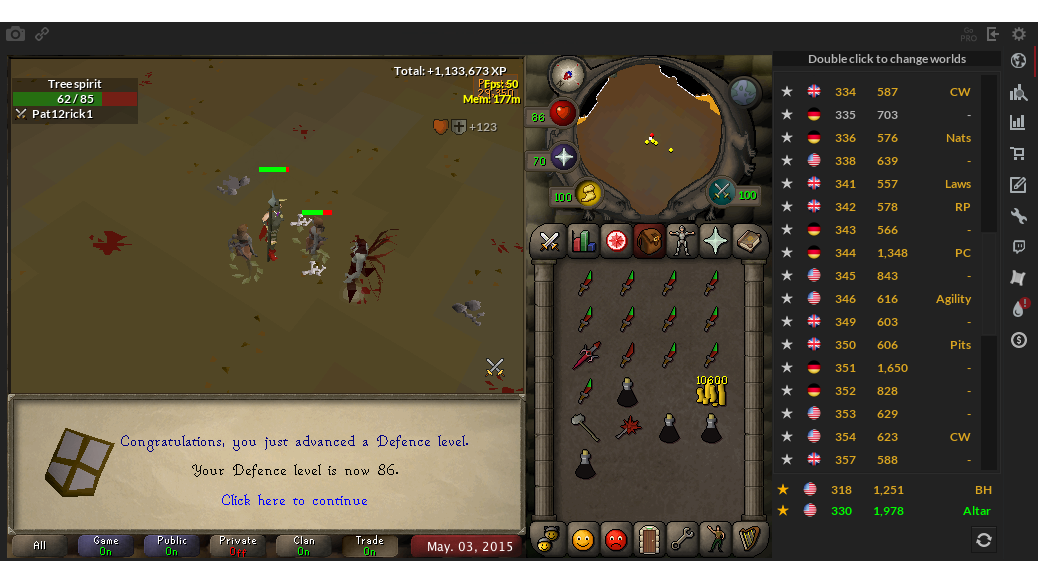 Go
PRO
Total: +1,133,673 XP
Fps: 50
Mem: 177m
Tree spirit
62 / 85
Pat12rick1
+123
86
70
100
100
10600
Congratulations, you just advanced a Defence level.
Your Defence level is now 86.
Click here to continue
All
Game
On
Public
On
Private
Off
Clan
On
Trade
On
May. 03, 2015
Double click to change worlds
334 587 CW
335 703 -
336 576 Nats
338 639 -
341 557 Laws
342 578 RP
343 566 -
344 1,348 PC
345 843 -
346 616 Agility
349 603 -
350 606 Pits
351 1,650 -
352 828 -
353 629 -
354 623 CW
357 588 -
318 1,251 BH
330 1,978 Altar